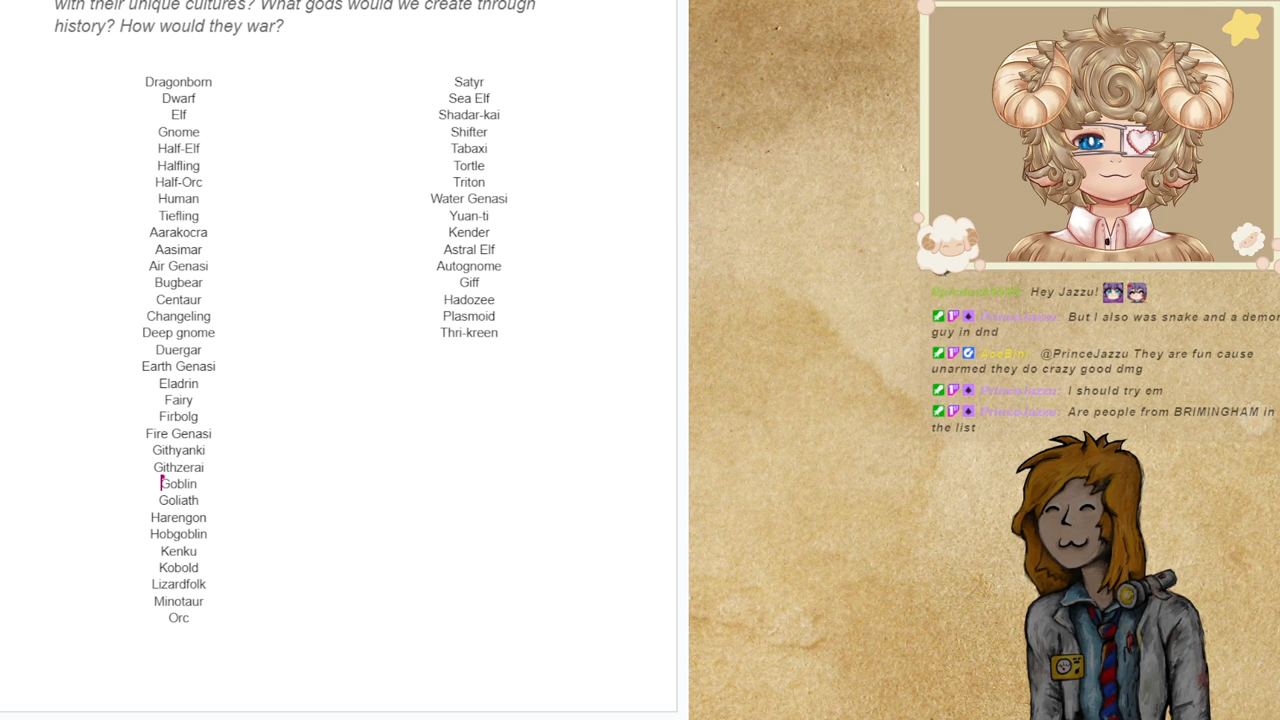 with their unique cultures? What gods would we create through
history? How would they war?
Dragonborn
Dwarf
Elf
Gnome
Half-Elf
Halfling
Half-Orc
Human
Tiefling
Aarakocra
Aasimar
Air Genasi
Bugbear
Centaur
Changeling
Deep gnome
Duergar
Earth Genasi
Eladrin
Fairy
Firbolg
Fire Genasi
Githyanki
Githzerai
Goblin
Goliath
Harengon
Hobgoblin
Kenku
Kobold
Lizardfolk
Minotaur
Orc
Satyr
Sea Elf
Shadar-kai
Shifter
Tabaxi
Tortle
Triton
Water Genasi
Yuan-ti
Kender
Astral Elf
Autognome
Giff
Hadozee
Plasmoid
Thri-kreen
Hey Jazzu!
PrinceJazzu: But I also was snake and a demon
guy in dnd
@PrinceJazzu They are fun cause
unarmed they do crazy good dmg
PrinceJazzu: I should try em
PrinceJazzu: Are people from BRIMINGHAM in
the list